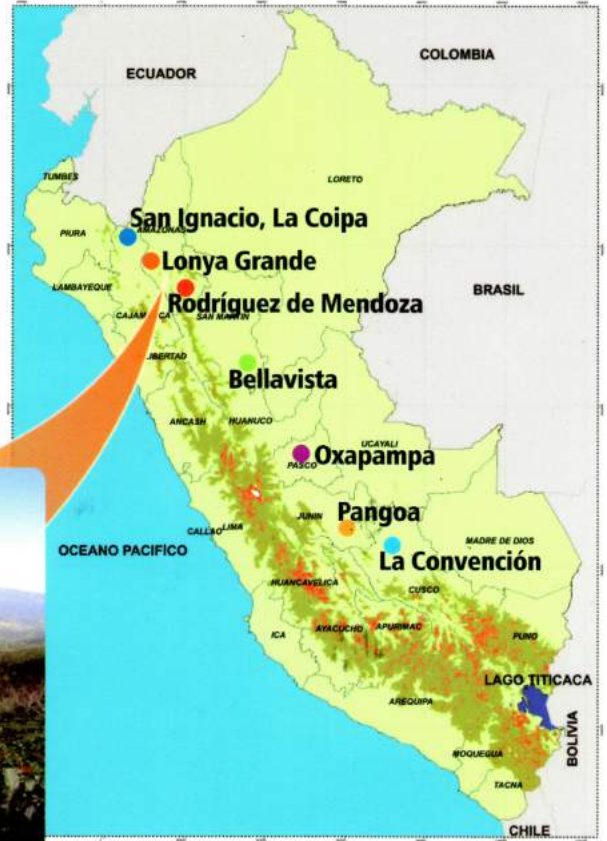 ECUADOR
COLOMBIA
TUMBES
LORETO
PIURA
AMAZONAS
San Ignacio, La Coipa
Lonya Grande
LAMBAYEQUE
BRASIL
Rodríguez de Mendoza
CAJAMARCA
SAN MARTIN
LIBERTAD
Bellavista
ANCASH
HUANUCO
UCAYALI
Oxapampa
PASCO
JUNIN
Pangoa
CALLAO
LIMA
MADRE DE DIOS
OCEANO PACIFICO
La Convención
HUANCAVELICA
CUSCO
ICA
AYACUCHO
APURIMAC
PUNO
LAGO TITICACA
AREQUIPA
BOLIVIA
MOQUEGUA
TACNA
CHILE